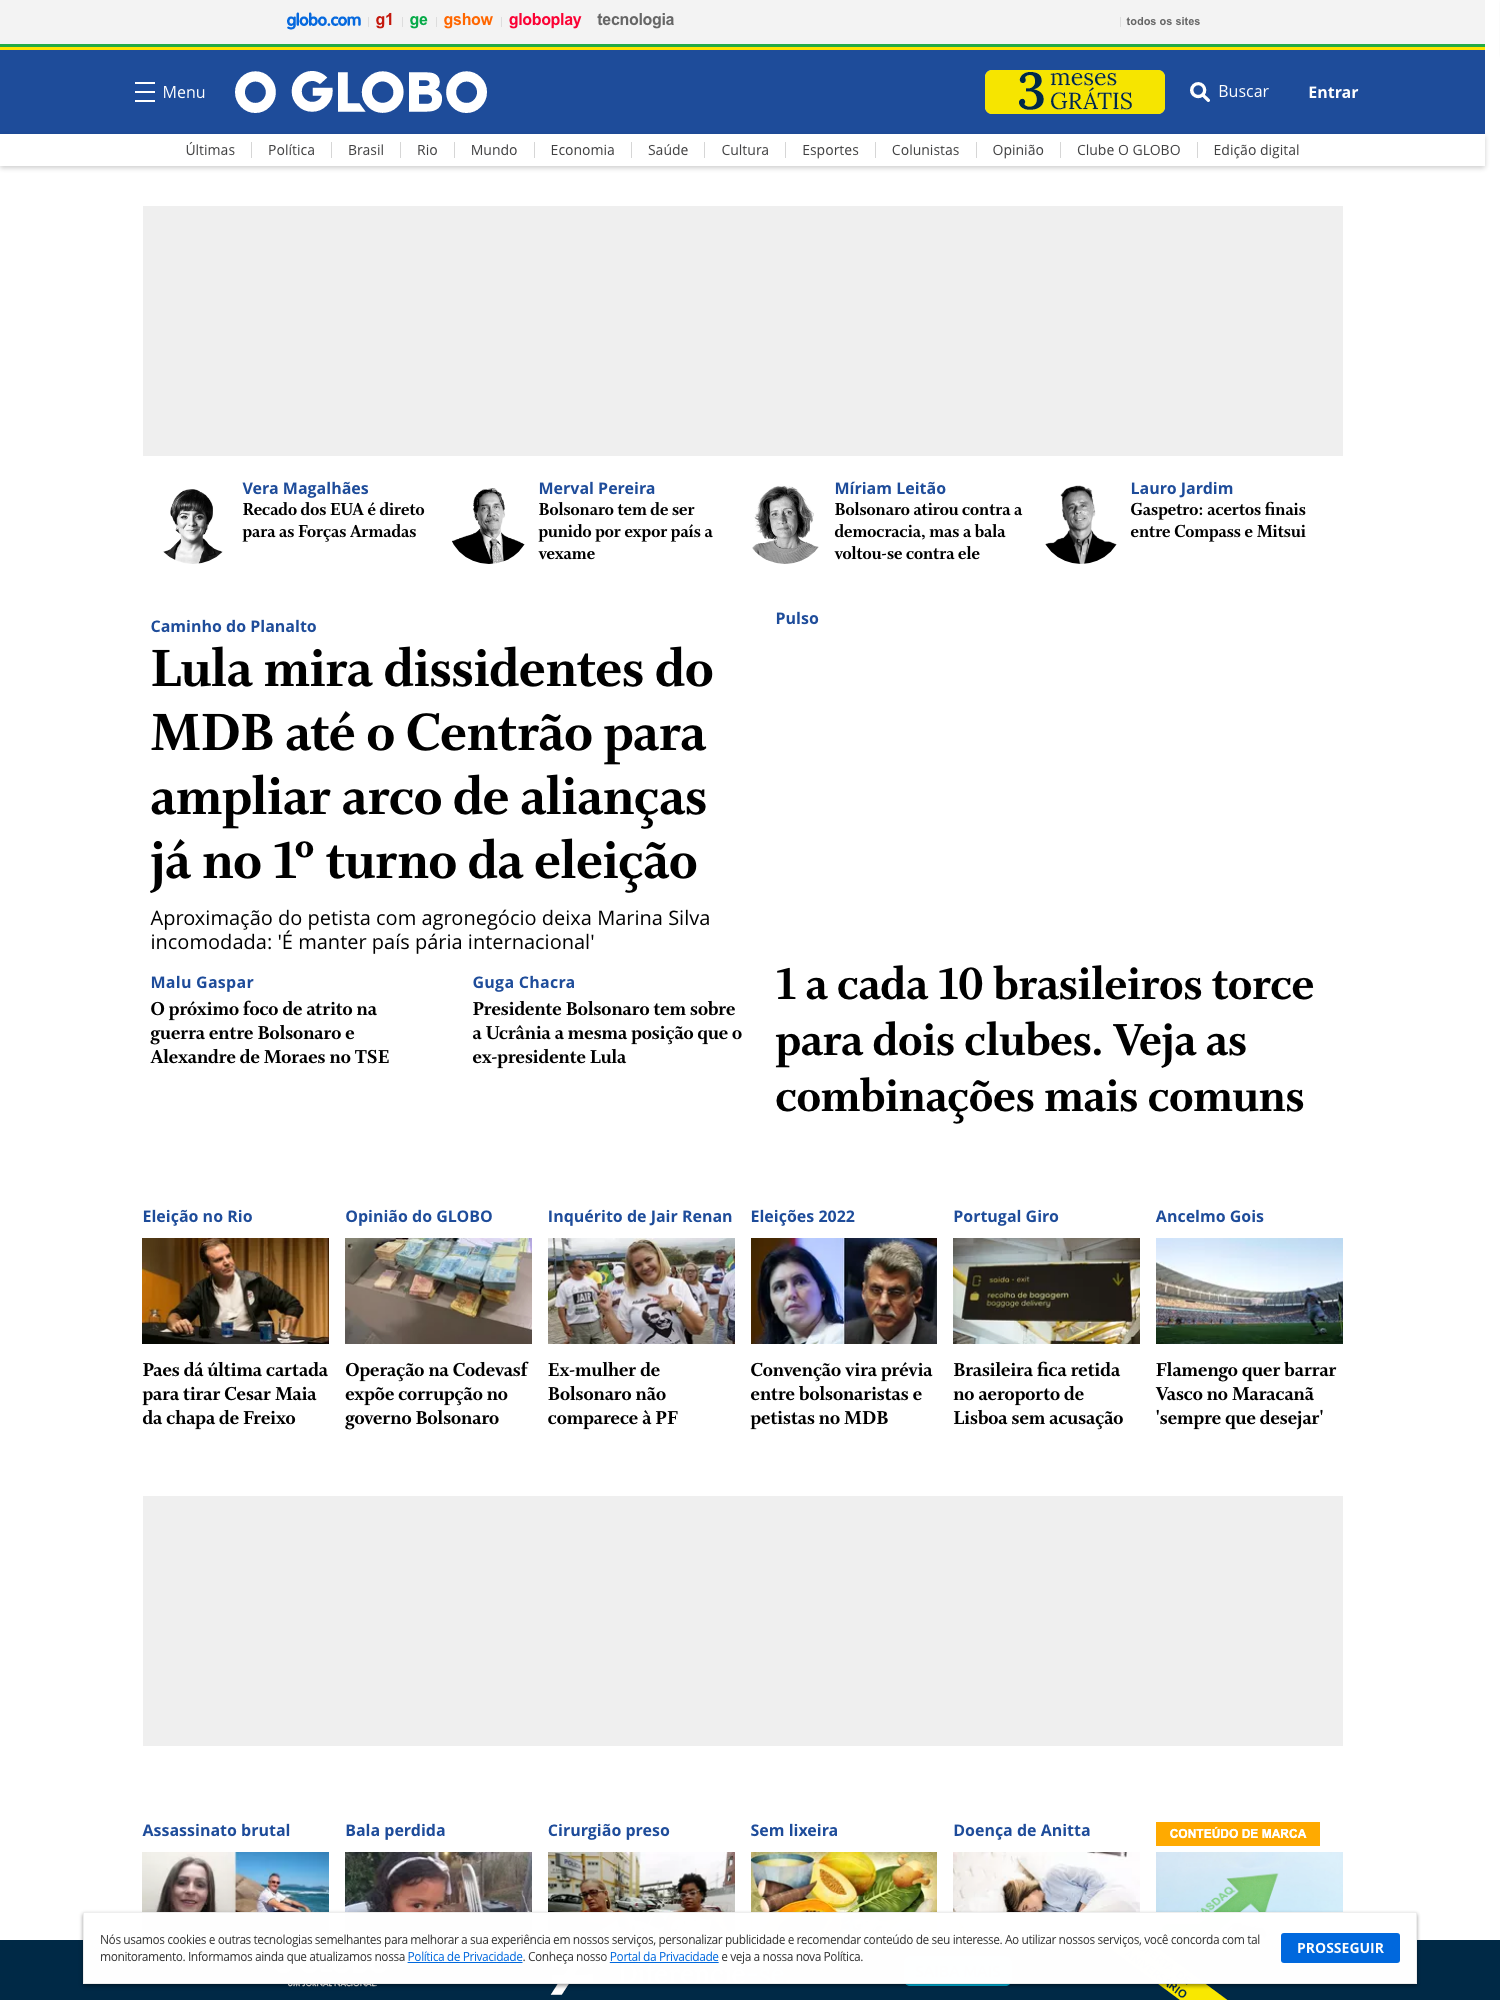 globo.com
g1
ge
gshow
globoplay
tecnologia
todos os sites
Menu
O GLOBO
3 meses
GRÁTIS
Buscar
Entrar
Últimas
Política
Brasil
Rio
Mundo
Economia
Saúde
Cultura
Esportes
Colunistas
Opinião
Clube O GLOBO
Edição digital
Vera Magalhães
Recado dos EUA é direto
para as Forças Armadas
Merval Pereira
Bolsonaro tem de ser
punido por expor país a
vexame
Míriam Leitão
Bolsonaro atirou contra a
democracia, mas a bala
voltou-se contra ele
Lauro Jardim
Gaspetro: acertos finais
entre Compass e Mitsui
Caminho do Planalto
Lula mira dissidentes do
MDB até o Centrão para
ampliar arco de alianças
já no 1º turno da eleição
Aproximação do petista com agronegócio deixa Marina Silva
incomodada: 'É manter país pária internacional'
Malu Gaspar
O próximo foco de atrito na
guerra entre Bolsonaro e
Alexandre de Moraes no TSE
Guga Chacra
Presidente Bolsonaro tem sobre
a Ucrânia a mesma posição que o
ex-presidente Lula
Pulso
1 a cada 10 brasileiros torce
para dois clubes. Veja as
combinações mais comuns
Eleição no Rio
Paes dá última cartada
para tirar Cesar Maia
da chapa de Freixo
Opinião do GLOBO
Operação na Codevasf
expõe corrupção no
governo Bolsonaro
Inquérito de Jair Renan
JAIR
Ex-mulher de
Bolsonaro não
comparece à PF
Eleições 2022
Convenção vira prévia
entre bolsonaristas e
petistas no MDB
Portugal Giro
saída · exit
recolha de bagagem
baggage delivery
Brasileira fica retida
no aeroporto de
Lisboa sem acusação
Ancelmo Gois
Flamengo quer barrar
Vasco no Maracanã
'sempre que desejar'
Assassinato brutal
Bala perdida
Cirurgião preso
Sem lixeira
Doença de Anitta
CONTEÚDO DE MARCA
Nós usamos cookies e outras tecnologias semelhantes para melhorar a sua experiência em nossos serviços, personalizar publicidade e recomendar conteúdo de seu interesse. Ao utilizar nossos serviços, você concorda com tal
monitoramento. Informamos ainda que atualizamos nossa Política de Privacidade. Conheça nosso Portal da Privacidade e veja a nossa nova Política.
PROSSEGUIR